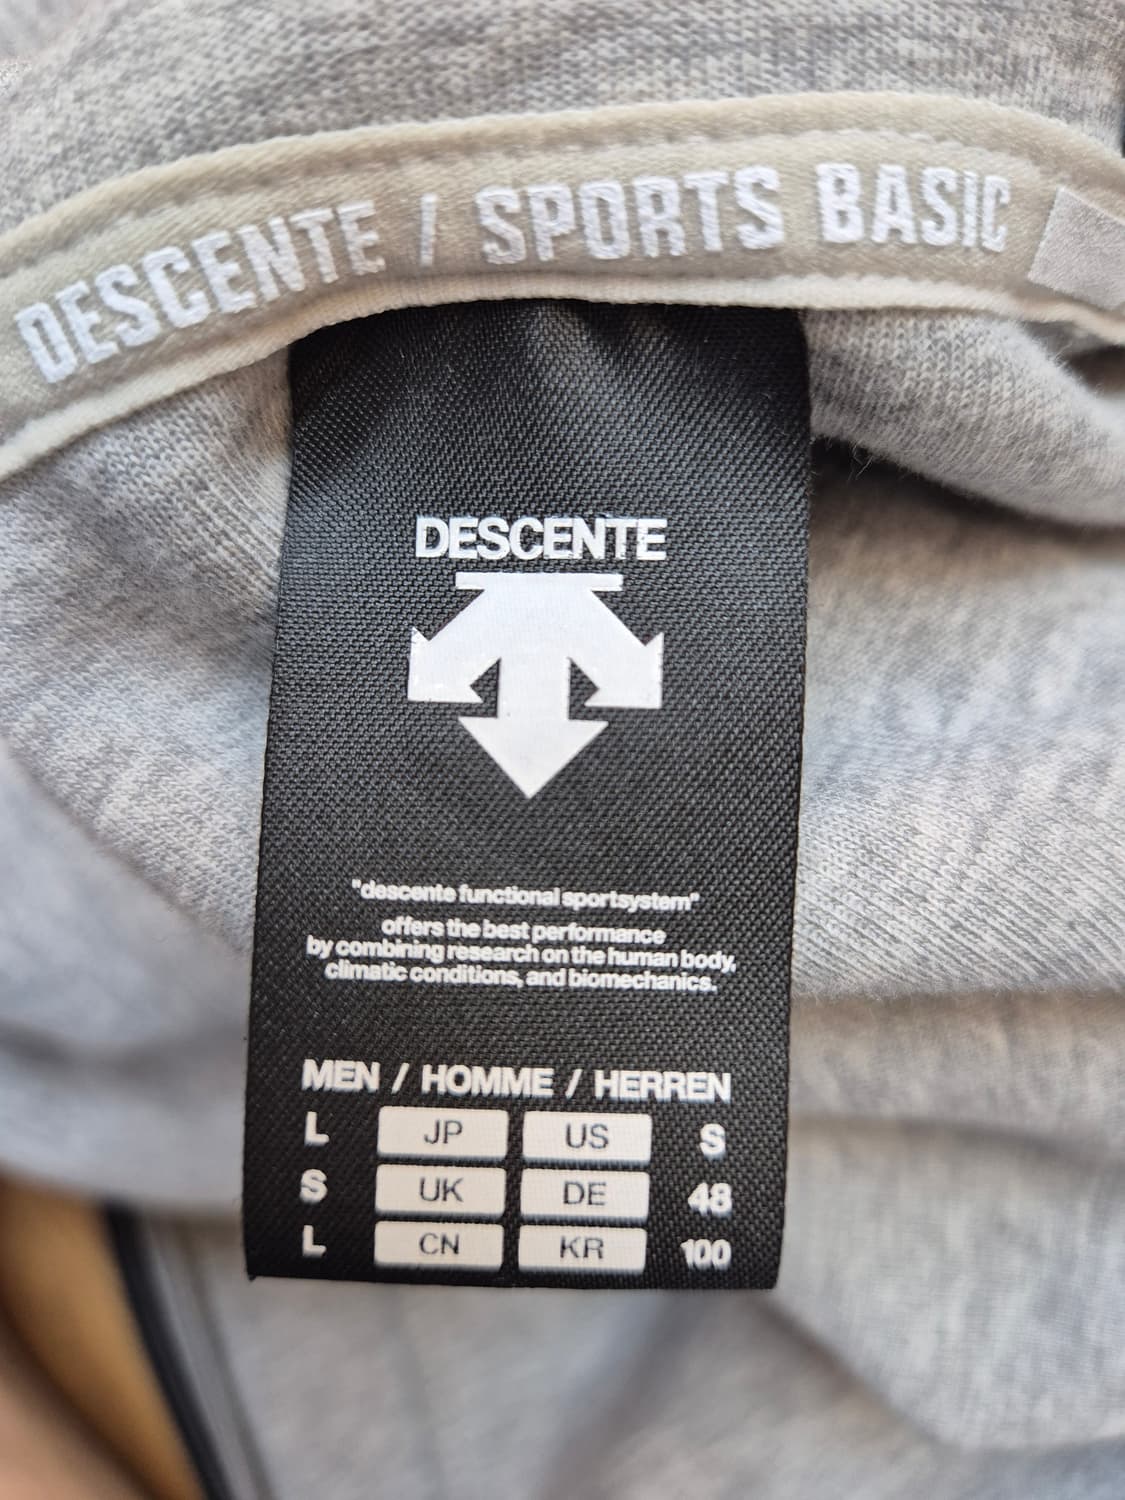 DESCENTE / SPORTS BASIC
DESCENTE
"descente functional sportsystem"
offers the best performance
by combining research on the human body,
climatic conditions, and biomechanics.
MEN / HOMME / HERREN
L JP US S
S UK DE 48
L CN KR 100